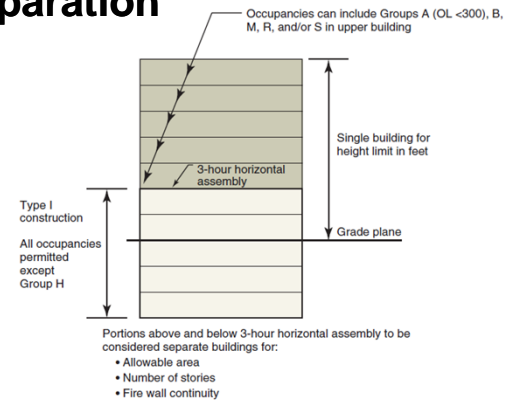 paration
Occupancies can include Groups A (OL <300), B,
M, R, and/or S in upper building
Single building for
height limit in feet
3-hour horizontal
assembly
Type I
construction
All occupancies
permitted
except
Group H
Grade plane
Portions above and below 3-hour horizontal assembly to be
considered separate buildings for:
• Allowable area
• Number of stories
• Fire wall continuity